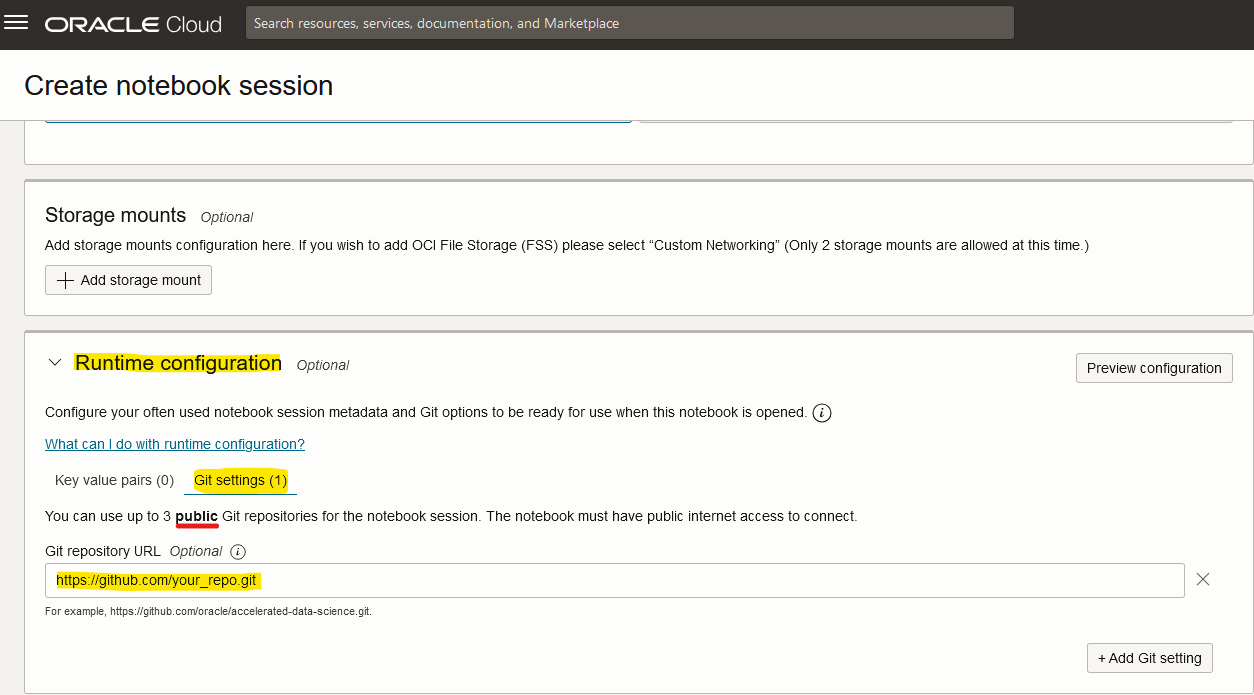 ORACLE Cloud
Search resources, services, documentation, and Marketplace
Create notebook session
Storage mounts Optional
Add storage mounts configuration here. If you wish to add OCI File Storage (FSS) please select “Custom Networking” (Only 2 storage mounts are allowed at this time.)
Add storage mount
Runtime configuration Optional
Preview configuration
Configure your often used notebook session metadata and Git options to be ready for use when this notebook is opened. i
What can I do with runtime configuration?
Key value pairs (0) Git settings (1)
You can use up to 3 public Git repositories for the notebook session. The notebook must have public internet access to connect.
Git repository URL Optional i
https://github.com/your_repo.git
For example, https://github.com/oracle/accelerated-data-science.git.
+ Add Git setting